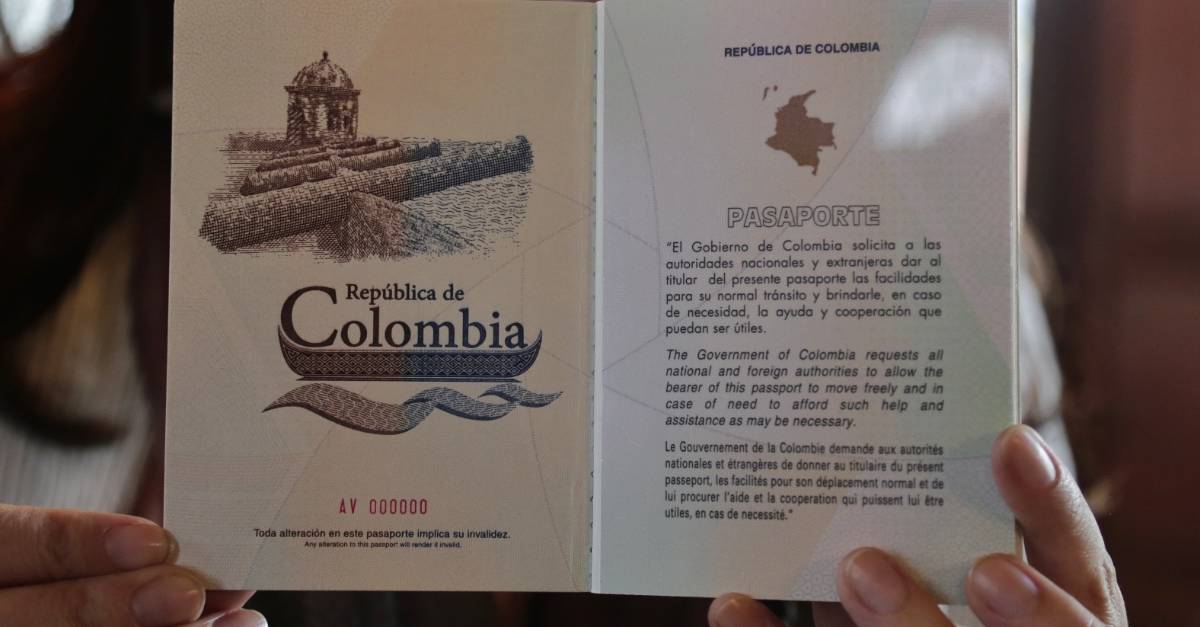 República de
Colombia
AV 000000
Toda alteración en este pasaporte implica su invalidez.
Any alteration to this passport will render it invalid.
REPÚBLICA DE COLOMBIA
PASAPORTE
"El Gobierno de Colombia solicita a las
autoridades nacionales y extranjeras dar al
titular del presente pasaporte las facilidades
para su normal tránsito y brindarle, en caso
de necesidad, la ayuda y cooperación que
puedan ser útiles.
The Government of Colombia requests all
national and foreign authorities to allow the
bearer of this passport to move freely and in
case of need to afford such help and
assistance as may be necessary.
Le Gouvernement de la Colombie demande aux autorités
nationales et étrangères de donner au titulaire du présent
passeport, les facilités pour son déplacement normal et de
lui procurer l'aide et la cooperation qui puissent lui être
utiles, en cas de necessité."